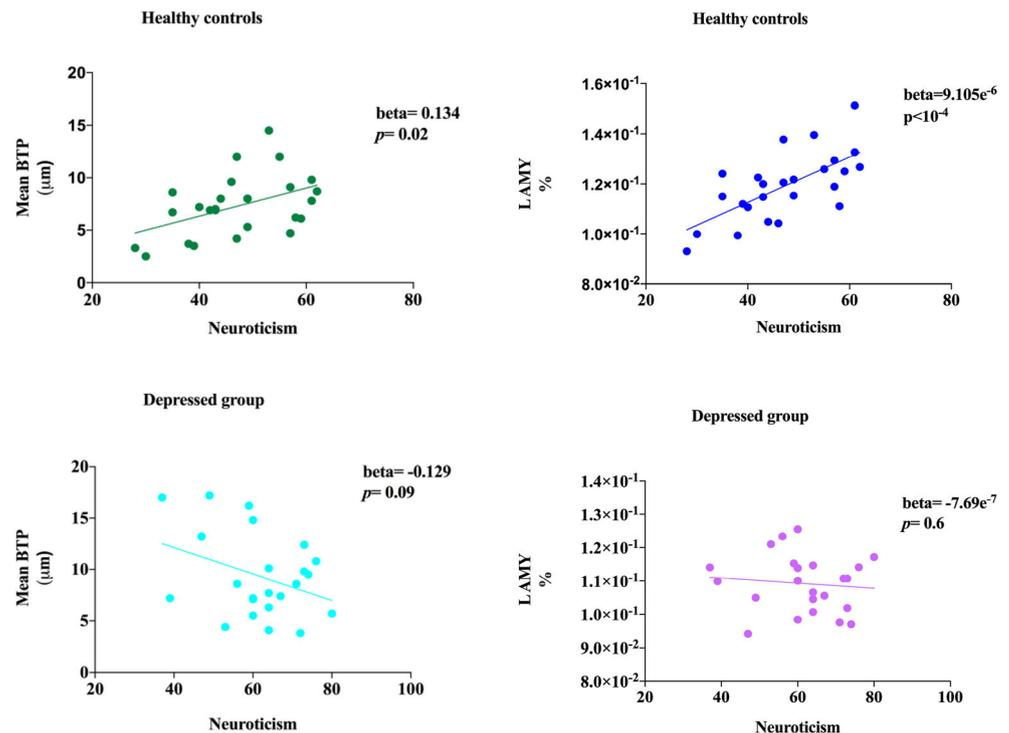 Healthy controls
20
15
10
5
0
Mean BTP
(μm)
beta= 0.134
p= 0.02
20 40 60 80
Neuroticism
Healthy controls
1.6×10⁻¹
1.4×10⁻¹
1.2×10⁻¹
1.0×10⁻¹
8.0×10⁻²
LAMY
%
beta=9.105e⁻⁶
p<10⁻⁴
20 40 60 80
Neuroticism
Depressed group
20
15
10
5
0
Mean BTP
(μm)
beta= -0.129
p= 0.09
20 40 60 80 100
Neuroticism
Depressed group
1.4×10⁻¹
1.3×10⁻¹
1.2×10⁻¹
1.1×10⁻¹
1.0×10⁻¹
9.0×10⁻²
8.0×10⁻²
LAMY
%
beta= -7.69e⁻⁷
p= 0.6
20 40 60 80 100
Neuroticism